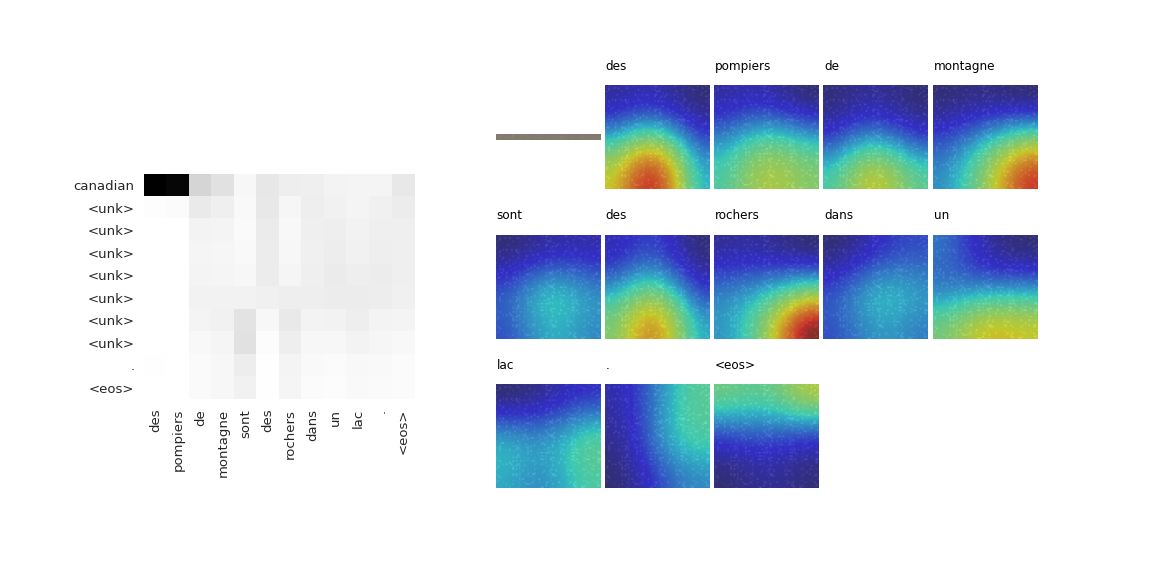 des pompiers de montagne
canadian
<unk>
<unk>
<unk>
<unk>
<unk>
<unk>
<unk>
.
<eos>
des pompiers de montagne sont des rochers dans un lac . <eos>
sont des rochers dans un
lac . <eos>